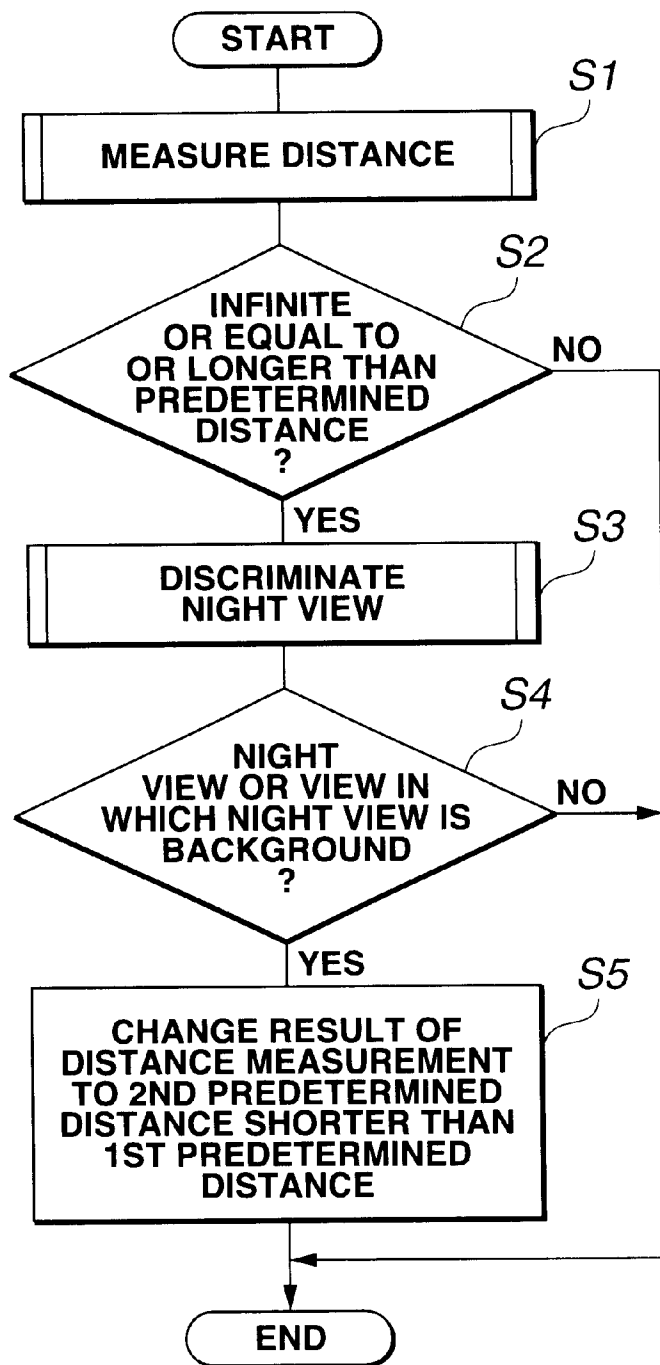 START
S1
MEASURE DISTANCE
S2
INFINITE
OR EQUAL TO
OR LONGER THAN
PREDETERMINED
DISTANCE
?
NO
YES
S3
DISCRIMINATE
NIGHT VIEW
S4
NIGHT
VIEW OR VIEW IN
WHICH NIGHT VIEW IS
BACKGROUND
?
NO
YES
S5
CHANGE RESULT OF
DISTANCE MEASUREMENT
TO 2ND PREDETERMINED
DISTANCE SHORTER THAN
1ST PREDETERMINED
DISTANCE
END